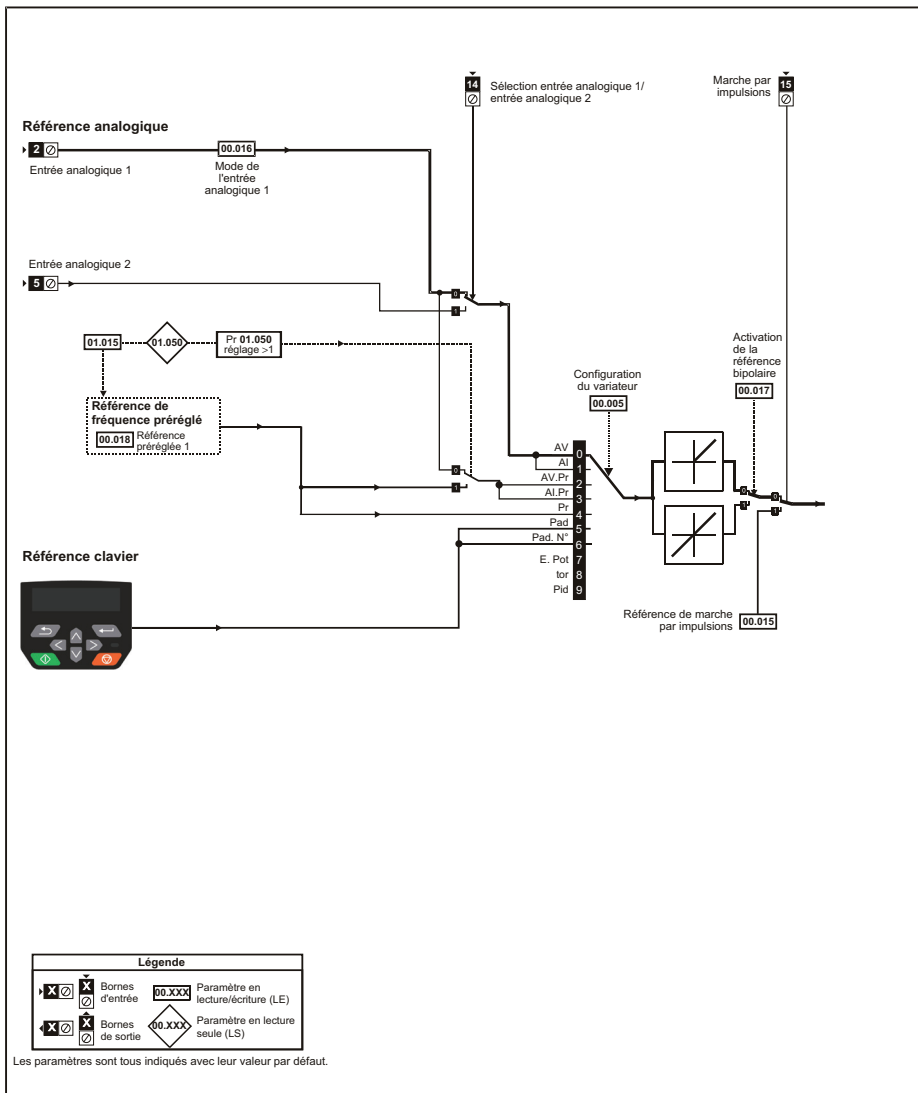 14
Sélection entrée analogique 1/
entrée analogique 2
Marche par
impulsions
15
Référence analogique
2
00.016
Entrée analogique 1
Mode de
l'entrée
analogique 1
Entrée analogique 2
5
0
1
01.015
01.050
Pr 01.050
réglage >1
Activation
de la
référence
bipolaire
00.017
Configuration
du variateur
00.005
Référence de
fréquence préréglé
00.018
Référence
préréglée 1
0
1
AV
0
AI
1
AV.Pr
2
AI.Pr
3
Pr
4
Pad
5
Pad. N°
6
E. Pot
7
tor
8
Pid
9
0
1
0
1
Référence clavier
Référence de marche
par impulsions
00.015
Légende
X
X
Bornes
d'entrée
00.XXX
Paramètre en
lecture/écriture (LE)
X
X
Bornes
de sortie
00.XXX
Paramètre en lecture
seule (LS)
Les paramètres sont tous indiqués avec leur valeur par défaut.